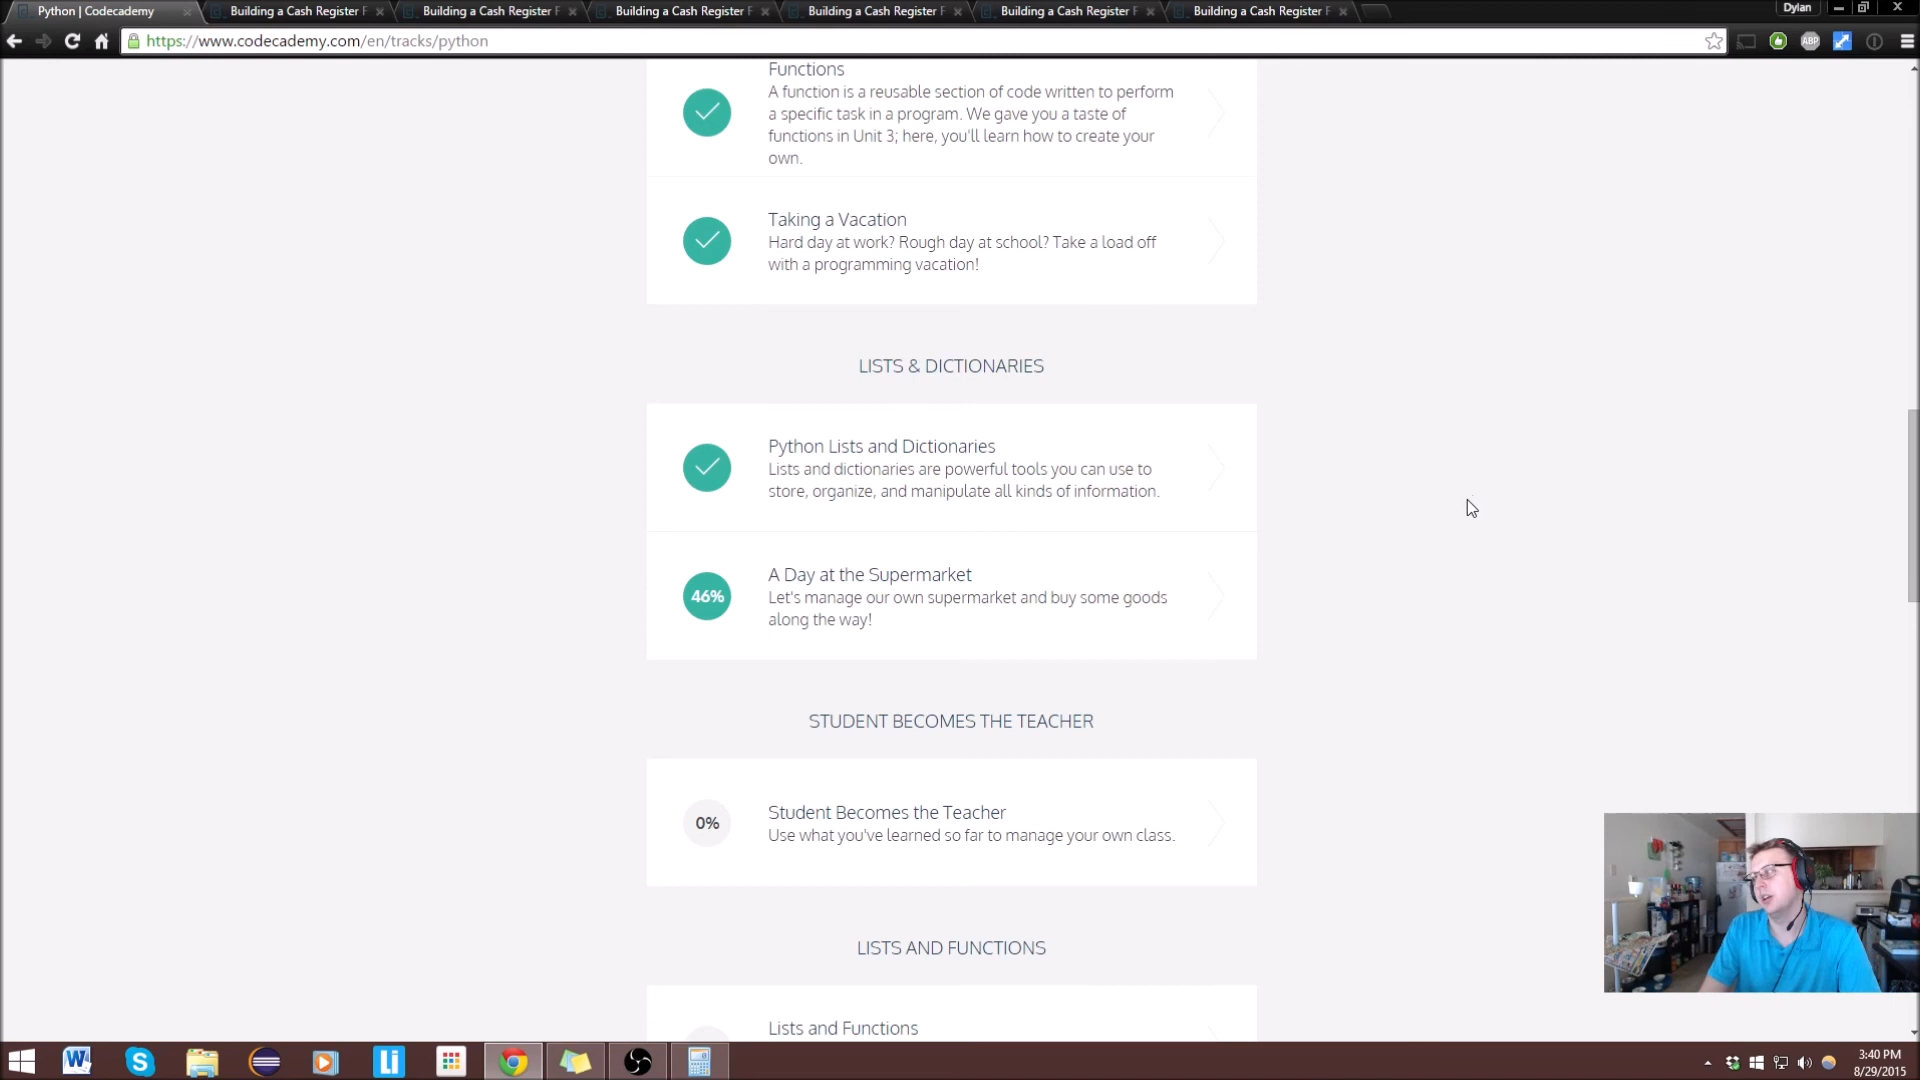 Python | Codecademy
Building a Cash Register F
Building a Cash Register F
Building a Cash Register F
Building a Cash Register F
Building a Cash Register F
Building a Cash Register F
Dylan
https://www.codecademy.com/en/tracks/python
ABP
Functions
A function is a reusable section of code written to perform
a specific task in a program. We gave you a taste of
functions in Unit 3; here, you'll learn how to create your
own.
Taking a Vacation
Hard day at work? Rough day at school? Take a load off
with a programming vacation!
LISTS & DICTIONARIES
Python Lists and Dictionaries
Lists and dictionaries are powerful tools you can use to
store, organize, and manipulate all kinds of information.
46%
A Day at the Supermarket
Let's manage our own supermarket and buy some goods
along the way!
STUDENT BECOMES THE TEACHER
0%
Student Becomes the Teacher
Use what you've learned so far to manage your own class.
LISTS AND FUNCTIONS
Lists and Functions
3:40 PM
8/29/2015